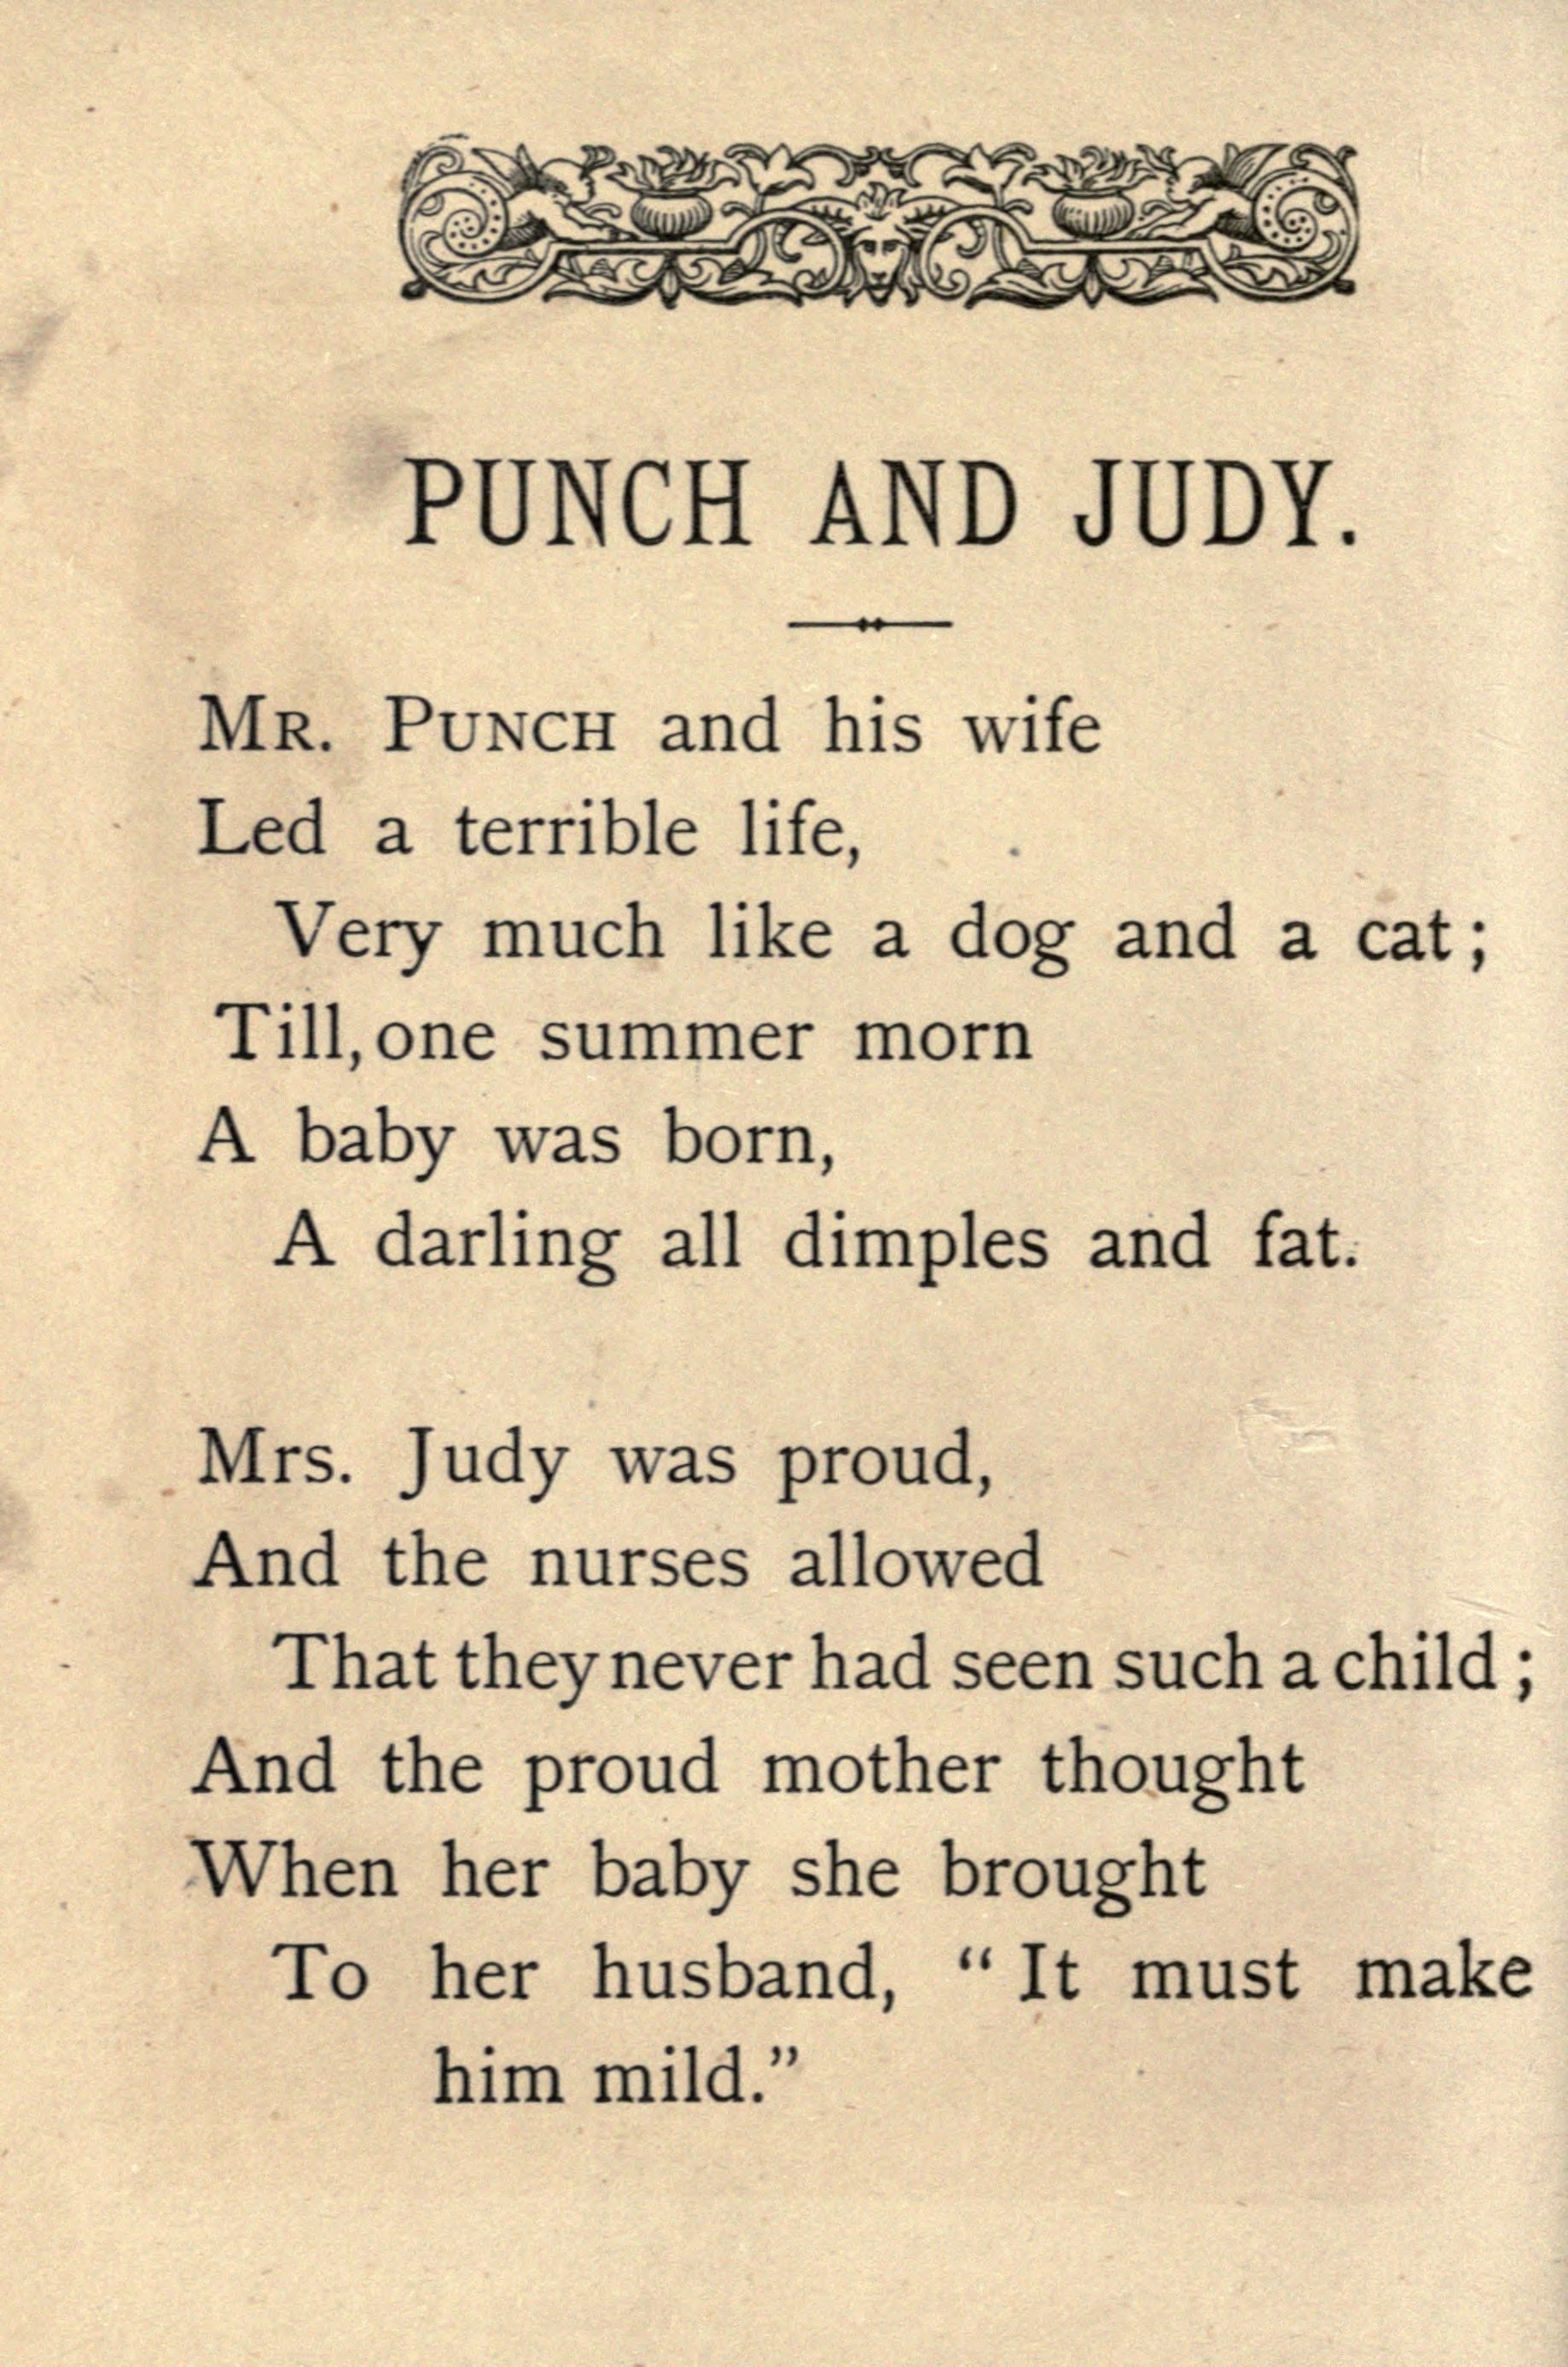 PUNCH AND JUDY.
MR. PUNCH and his wife
Led a terrible life,
Very much like a dog and a cat;
Till, one summer morn
A baby was born,
A darling all dimples and fat.
Mrs. Judy was proud,
And the nurses allowed
That they never had seen such a child;
And the proud mother thought
When her baby she brought
To her husband, “It must make
him mild.”